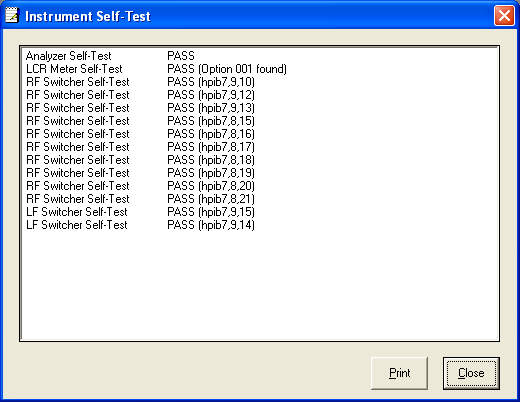 Instrument Self-Test
Analyzer Self-Test PASS
LCR Meter Self-Test PASS (Option 001 found)
RF Switcher Self-Test PASS (hpib7,9,10)
RF Switcher Self-Test PASS (hpib7,9,12)
RF Switcher Self-Test PASS (hpib7,9,13)
RF Switcher Self-Test PASS (hpib7,8,15)
RF Switcher Self-Test PASS (hpib7,8,16)
RF Switcher Self-Test PASS (hpib7,8,17)
RF Switcher Self-Test PASS (hpib7,8,18)
RF Switcher Self-Test PASS (hpib7,8,19)
RF Switcher Self-Test PASS (hpib7,8,20)
RF Switcher Self-Test PASS (hpib7,8,21)
LF Switcher Self-Test PASS (hpib7,9,15)
LF Switcher Self-Test PASS (hpib7,9,14)
Print Close